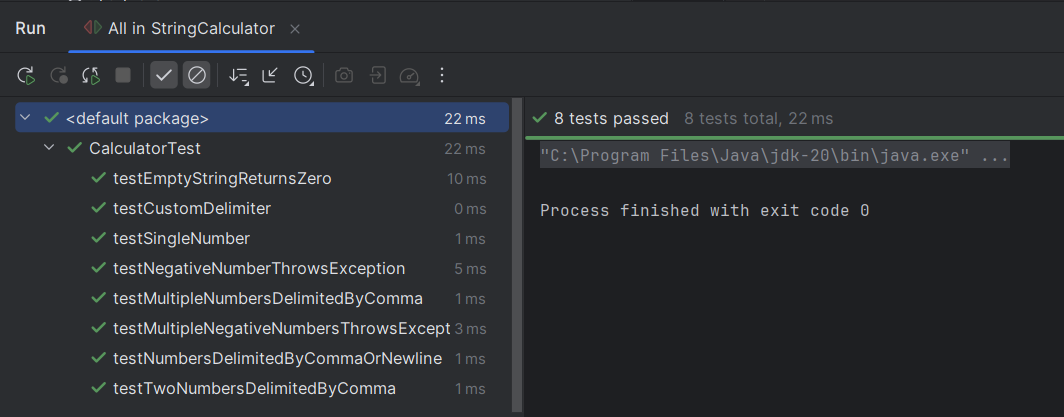 Run All in StringCalculator
<default package> 22 ms
CalculatorTest 22 ms
testEmptyStringReturnsZero 10 ms
testCustomDelimiter 0 ms
testSingleNumber 1 ms
testNegativeNumberThrowsException 5 ms
testMultipleNumbersDelimitedByComma 1 ms
testMultipleNegativeNumbersThrowsExcept 3 ms
testNumbersDelimitedByCommaOrNewline 1 ms
testTwoNumbersDelimitedByComma 1 ms
8 tests passed 8 tests total, 22 ms
"C:\Program Files\Java\jdk-20\bin\java.exe" ...
Process finished with exit code 0